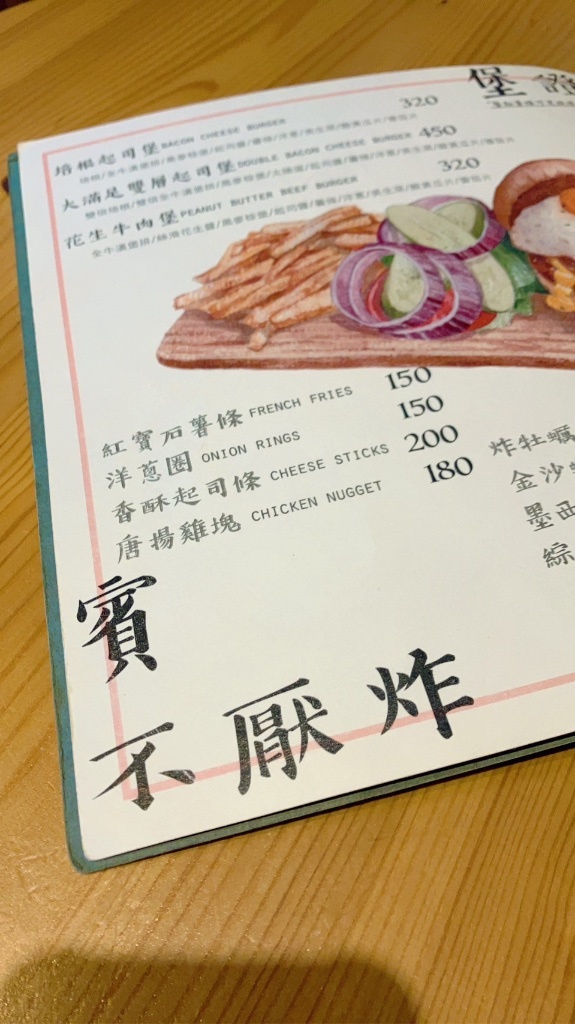 堡
培根起司堡 BACON CHEESE BURGER 320
大滿足雙層起司堡 DOUBLE BACON CHEESE BURGER 450
花生牛肉堡 PEANUT BUTTER BEEF BURGER 320
紅寶石薯條 FRENCH FRIES 150
洋蔥圈 ONION RINGS 150
香酥起司條 CHEESE STICKS 200
唐揚雞塊 CHICKEN NUGGET 180
炸牡蠣
金沙
墨西
綜
賓
不厭炸